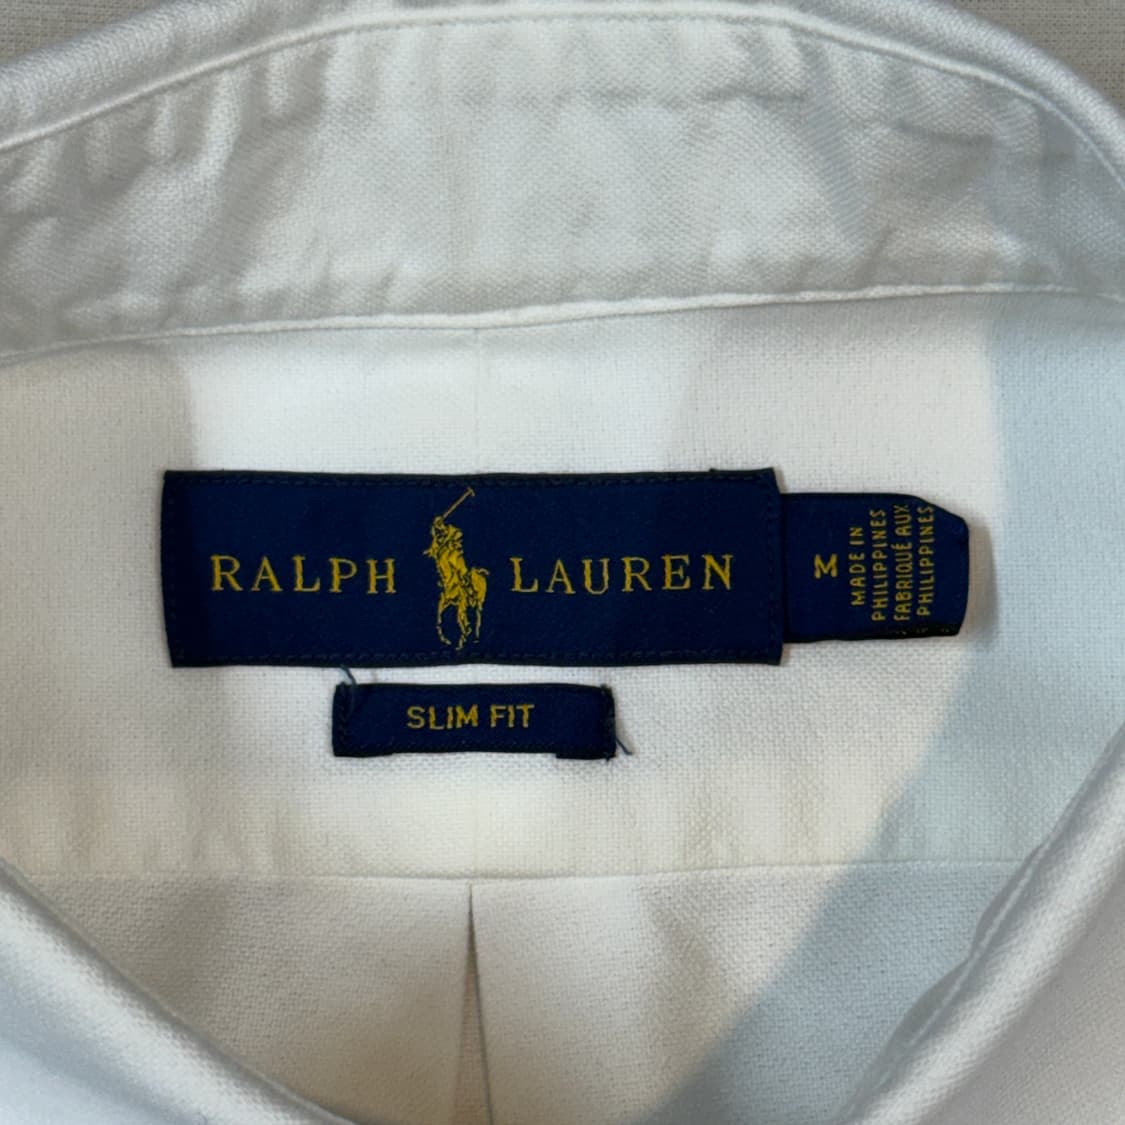 RALPH LAUREN
M
MADE IN
PHILIPPINES
FABRIQUÉ AUX
PHILIPPINES
SLIM FIT